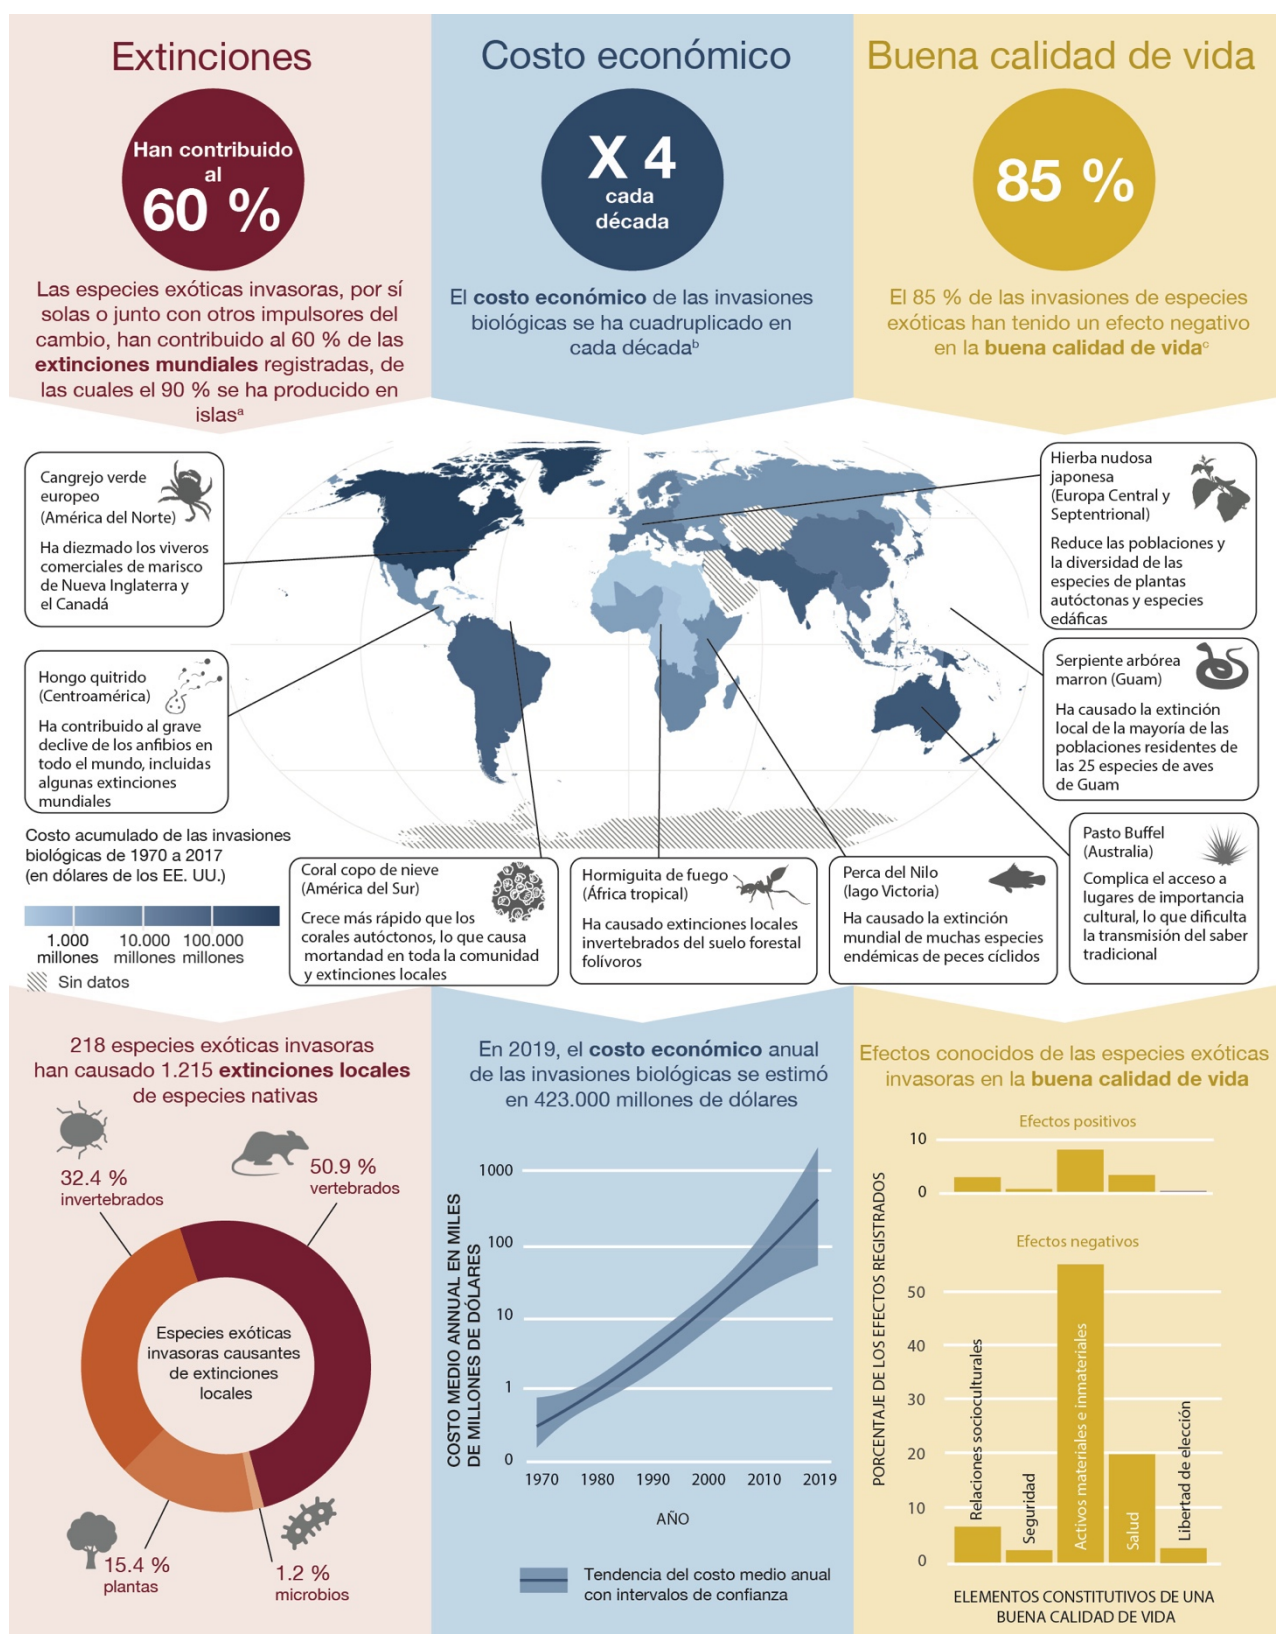 Extinciones
Han contribuido
al
60 %
Las especies exóticas invasoras, por sí
solas o junto con otros impulsores del
cambio, han contribuido al 60 % de las
extinciones mundiales registradas, de
las cuales el 90 % se ha producido en
islasᵃ
Costo económico
X 4
cada
década
El costo económico de las invasiones
biológicas se ha cuadruplicado en
cada décadaᵇ
Buena calidad de vida
85 %
El 85 % de las invasiones de especies
exóticas han tenido un efecto negativo
en la buena calidad de vidaᶜ
Cangrejo verde
europeo
(América del Norte)
Ha diezmado los viveros
comerciales de marisco
de Nueva Inglaterra y
el Canadá
Hongo quitrido
(Centroamérica)
Ha contribuido al grave
declive de los anfibios en
todo el mundo, incluidas
algunas extinciones
mundiales
Hierba nudosa
japonesa
(Europa Central y
Septentrional)
Reduce las poblaciones y
la diversidad de las
especies de plantas
autóctonas y especies
edáficas
Serpiente arbórea
marron (Guam)
Ha causado la extinción
local de la mayoría de las
poblaciones residentes de
las 25 especies de aves
de Guam
Costo acumulado de las invasiones
biológicas de 1970 a 2017
(en dólares de los EE. UU.)
1.000 10.000 100.000
millones millones millones
Sin datos
Coral copo de nieve
(América del Sur)
Crece más rápido que los
corales autóctonos, lo que causa
mortandad en toda la comunidad
y extinciones locales
Hormiguita de fuego
(África tropical)
Ha causado extinciones locales
invertebrados del suelo forestal
folívoros
Perca del Nilo
(lago Victoria)
Ha causado la extinción
mundial de muchas especies
endémicas de peces cíclidos
Pasto Buffel
(Australia)
Complica el acceso a
lugares de importancia
cultural, lo que dificulta
la transmisión del saber
tradicional
218 especies exóticas invasoras
han causado 1.215 extinciones locales
de especies nativas
32.4 %
invertebrados
50.9 %
vertebrados
Especies exóticas
invasoras causantes
de extinciones
locales
15.4 %
plantas
1.2 %
microbios
En 2019, el costo económico anual
de las invasiones biológicas se estimó
en 423.000 millones de dólares
COSTO MEDIO ANNUAL EN MILES
DE MILLONES DE DÓLARES
1000
100
10
1
0
1970 1980 1990 2000 2010 2019
AÑO
Tendencia del costo medio anual
con intervalos de confianza
Efectos conocidos de las especies exóticas
invasoras en la buena calidad de vida
PORCENTAJE DE LOS EFECTOS REGISTRADOS
Efectos positivos
10
0
Efectos negativos
50
40
30
20
10
0
Relaciones socioculturales
Seguridad
Activos materiales e inmateriales
Salud
Libertad de elección
ELEMENTOS CONSTITUTIVOS DE UNA
BUENA CALIDAD DE VIDA